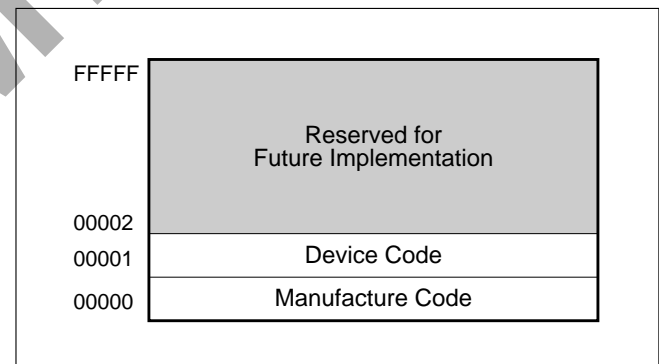 FFFFF
Reserved for
Future Implementation
00002
00001 Device Code
00000 Manufacture Code